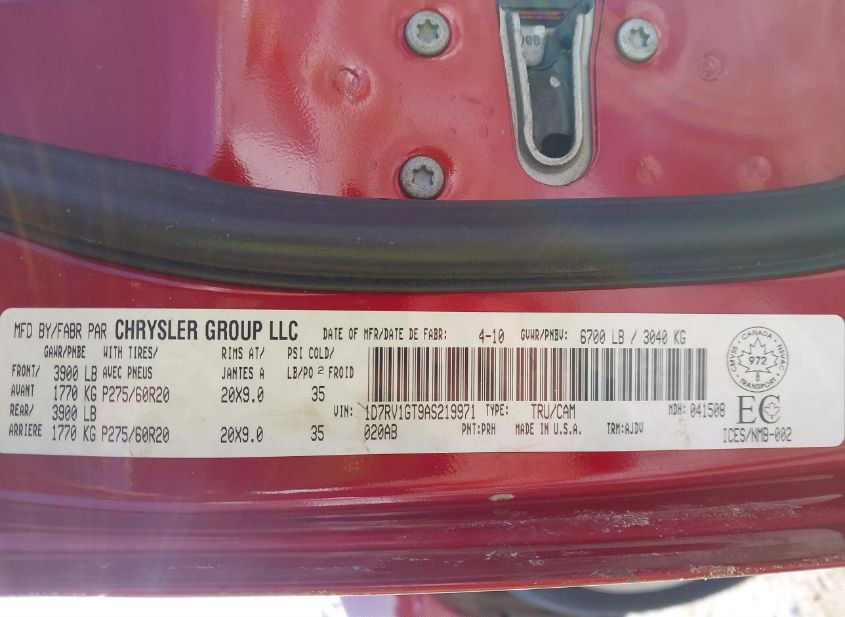 MFD BY/FABR PAR CHRYSLER GROUP LLC DATE OF MFR/DATE DE FABR: 4-10 GVWR/PNBV: 6700 LB / 3040 KG
GAWR/PNBE WITH TIRES/ RIMS AT/ PSI COLD/
FRONT/ 3900 LB AVEC PNEUS JANTES A LB/PO2 FROID
AVANT 1770 KG P275/60R20 20X9.0 35
REAR/ 3900 LB VIN: 1D7RV1GT9AS219971 TYPE: TRU/CAM MDH: 041508
ARRIERE 1770 KG P275/60R20 20X9.0 35 020AB PNT:PRH MADE IN U.S.A. TRM:AJDV
CANADA
CMVSS NSVAC
972
TRANSPORT
EC
ICES/NMB-002